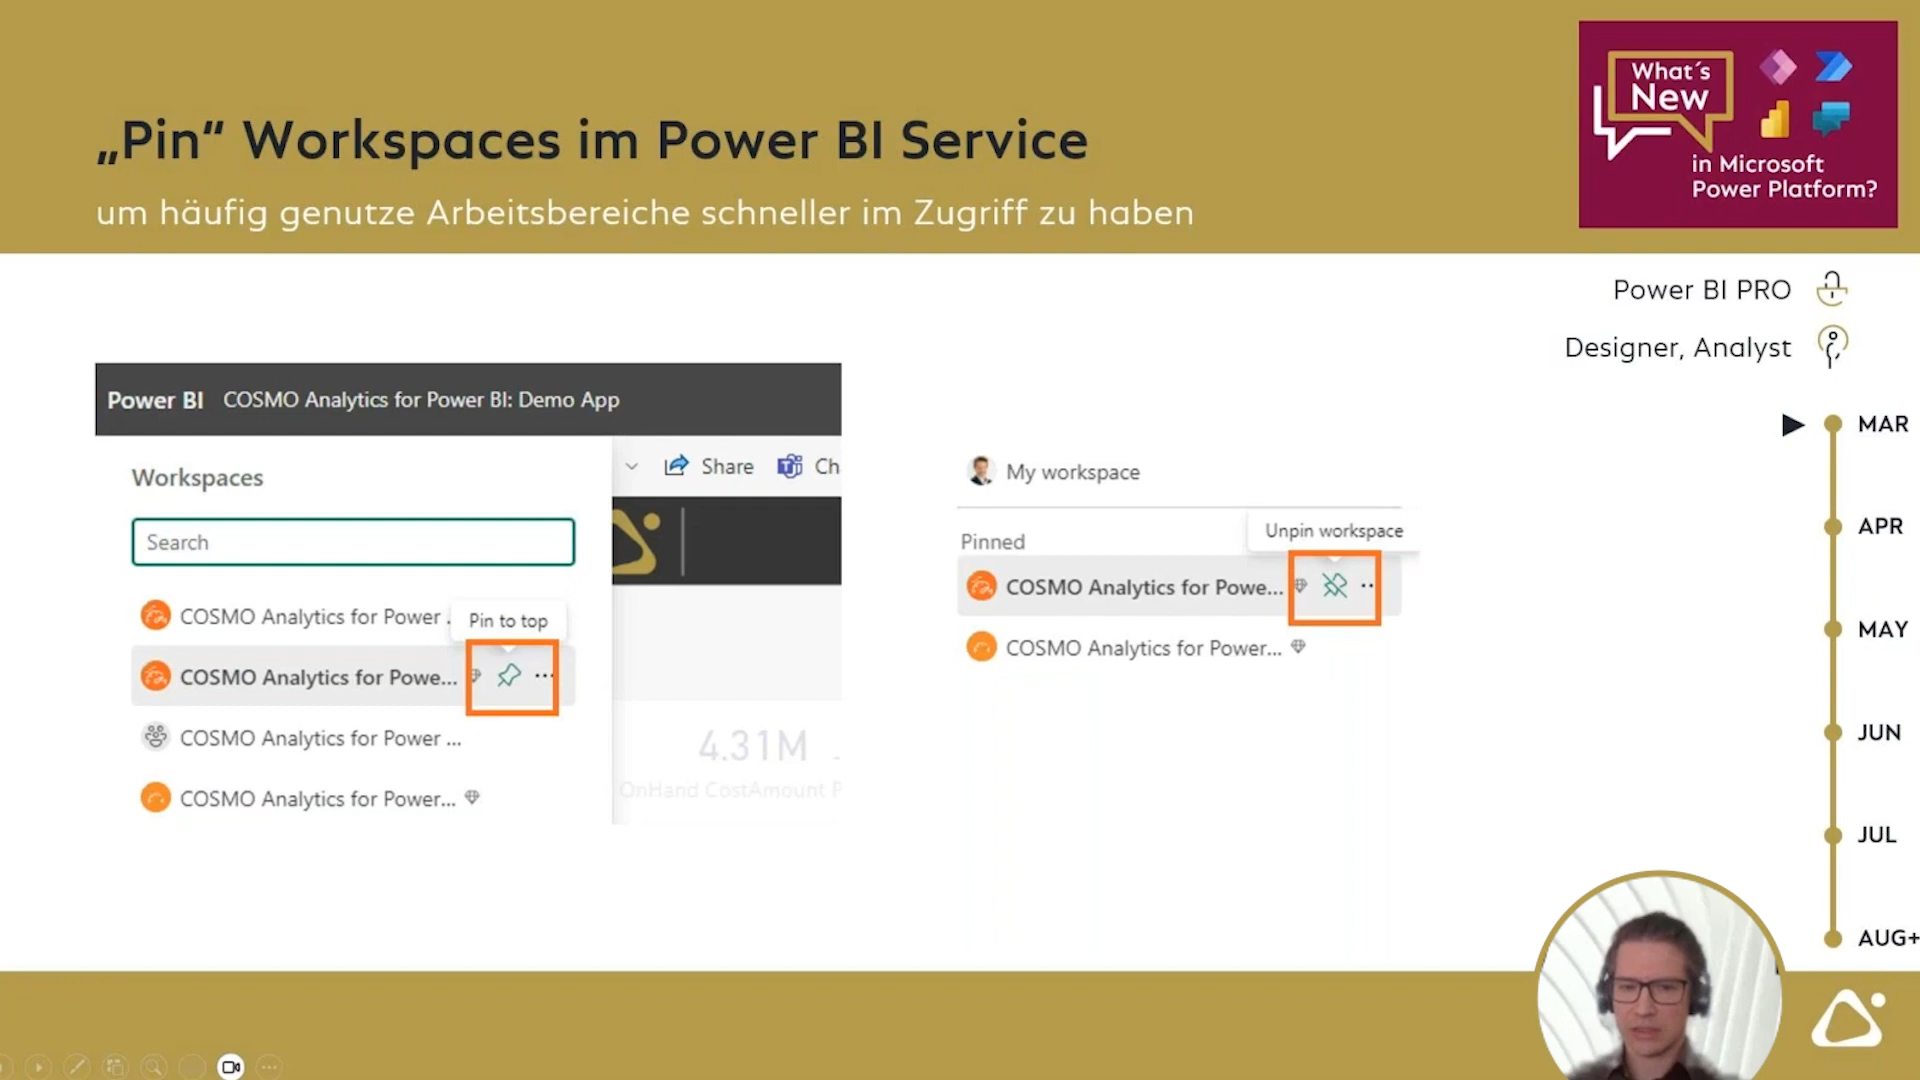 „Pin“ Workspaces im Power BI Service
um häufig genutze Arbeitsbereiche schneller im Zugriff zu haben
What´s
New
in Microsoft
Power Platform?
Power BI PRO
Designer, Analyst
MAR
APR
MAY
JUN
JUL
AUG+
Power BI COSMO Analytics for Power BI: Demo App
Workspaces
Share
Ch
Search
COSMO Analytics for Power .
Pin to top
COSMO Analytics for Powe...
COSMO Analytics for Power ...
COSMO Analytics for Power...
4.31M
OnHand CostAmount P
My workspace
Pinned
Unpin workspace
COSMO Analytics for Powe...
COSMO Analytics for Power...